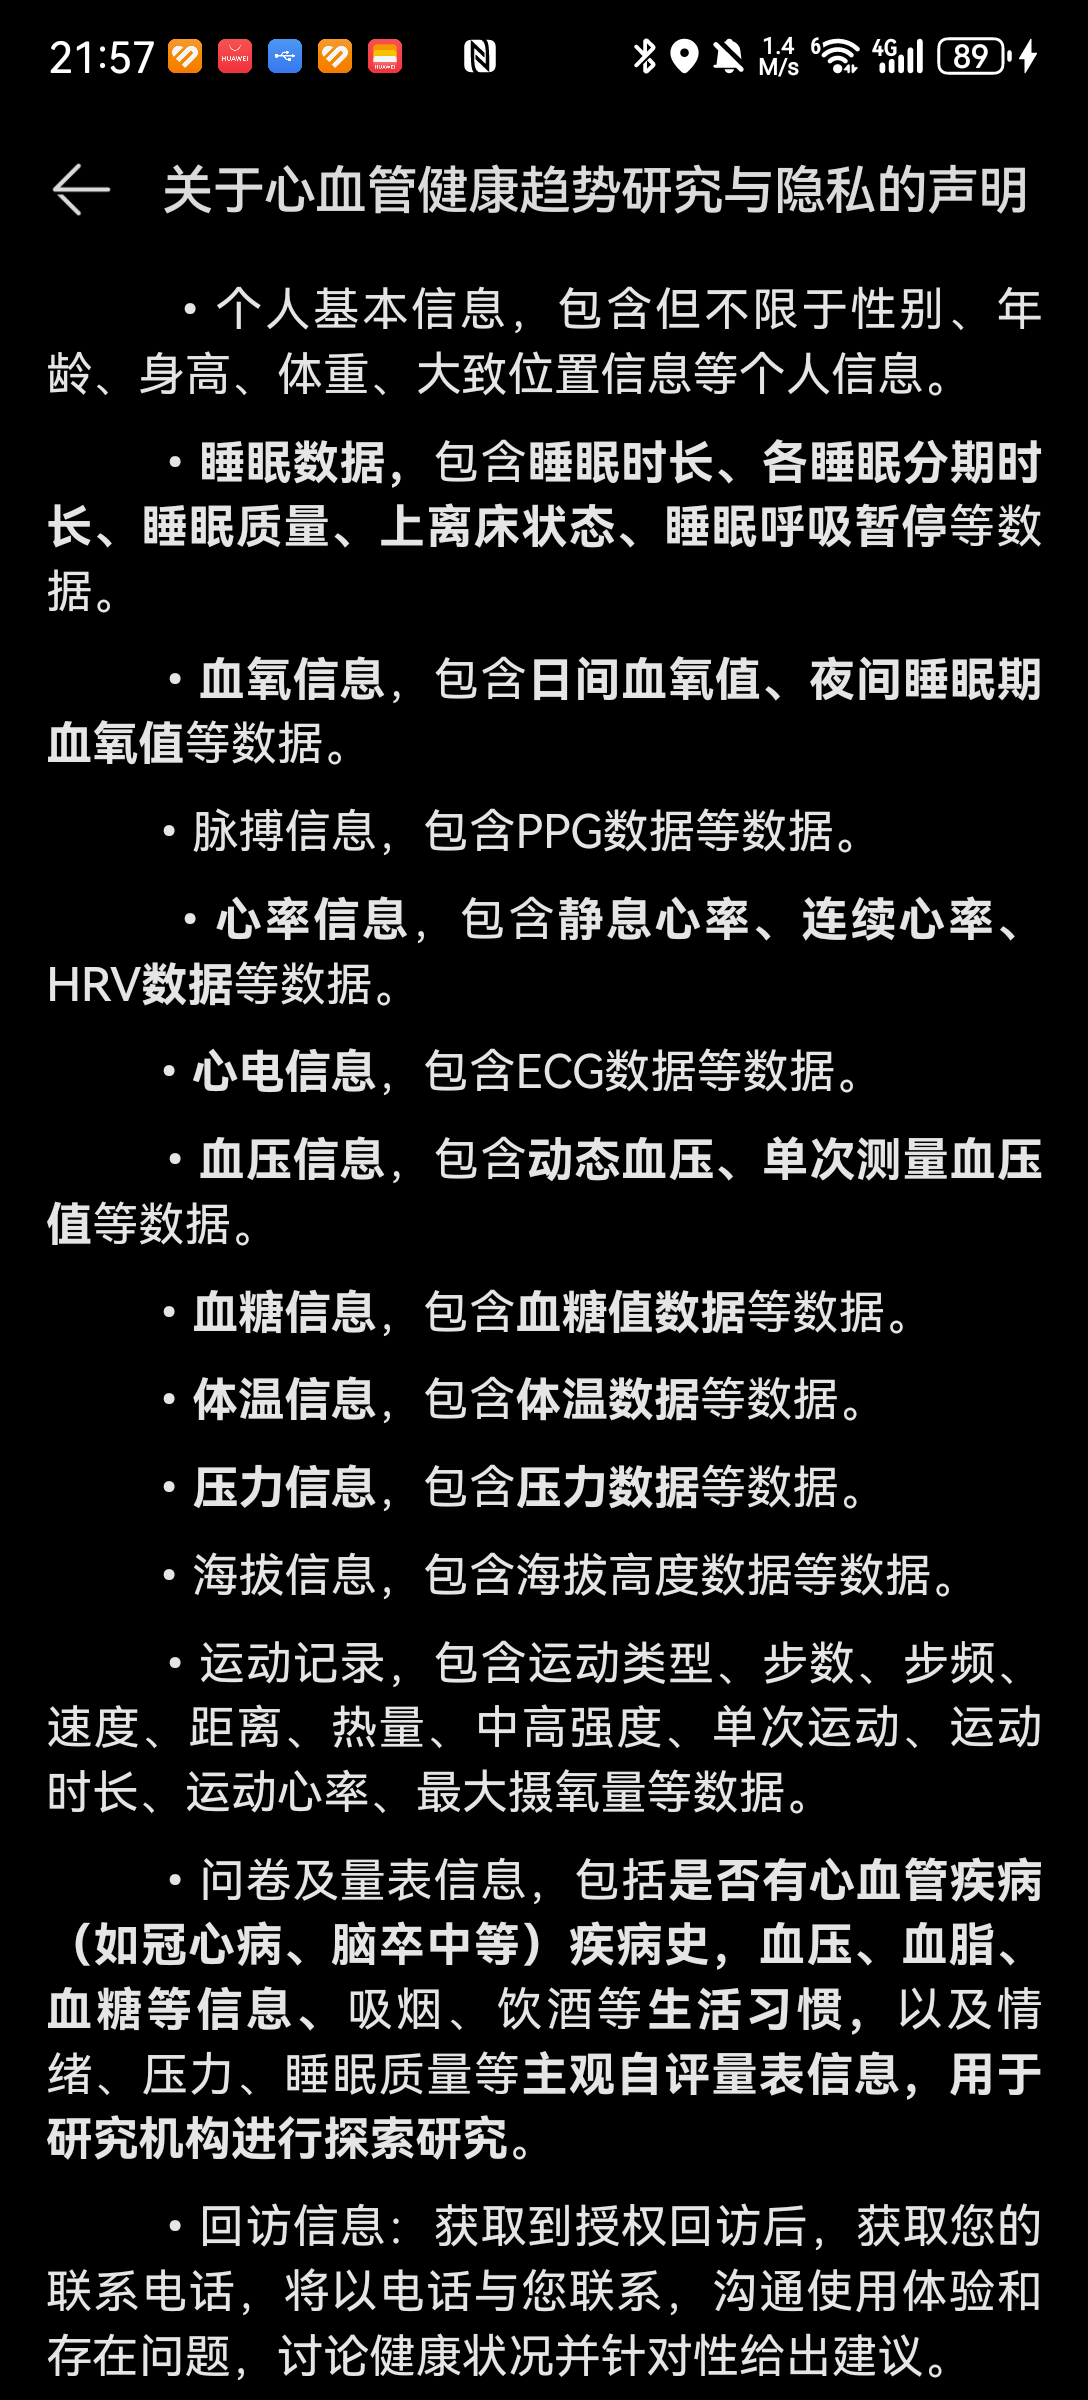 21:57
HUAWEI
HUAWEI
1.4
M/s
6
4G
89
关于心血管健康趋势研究与隐私的声明
• 个人基本信息，包含但不限于性别、年
龄、身高、体重、大致位置信息等个人信息。
• 睡眠数据，包含睡眠时长、各睡眠分期时
长、睡眠质量、上离床状态、睡眠呼吸暂停等数
据。
• 血氧信息，包含日间血氧值、夜间睡眠期
血氧值等数据。
• 脉搏信息，包含PPG数据等数据。
• 心率信息，包含静息心率、连续心率、
HRV数据等数据。
• 心电信息，包含ECG数据等数据。
• 血压信息，包含动态血压、单次测量血压
值等数据。
• 血糖信息，包含血糖值数据等数据。
• 体温信息，包含体温数据等数据。
• 压力信息，包含压力数据等数据。
• 海拔信息，包含海拔高度数据等数据。
• 运动记录，包含运动类型、步数、步频、
速度、距离、热量、中高强度、单次运动、运动
时长、运动心率、最大摄氧量等数据。
• 问卷及量表信息，包括是否有心血管疾病
（如冠心病、脑卒中等）疾病史，血压、血脂、
血糖等信息、吸烟、饮酒等生活习惯，以及情
绪、压力、睡眠质量等主观自评量表信息，用于
研究机构进行探索研究。
• 回访信息：获取到授权回访后，获取您的
联系电话，将以电话与您联系，沟通使用体验和
存在问题，讨论健康状况并针对性给出建议。